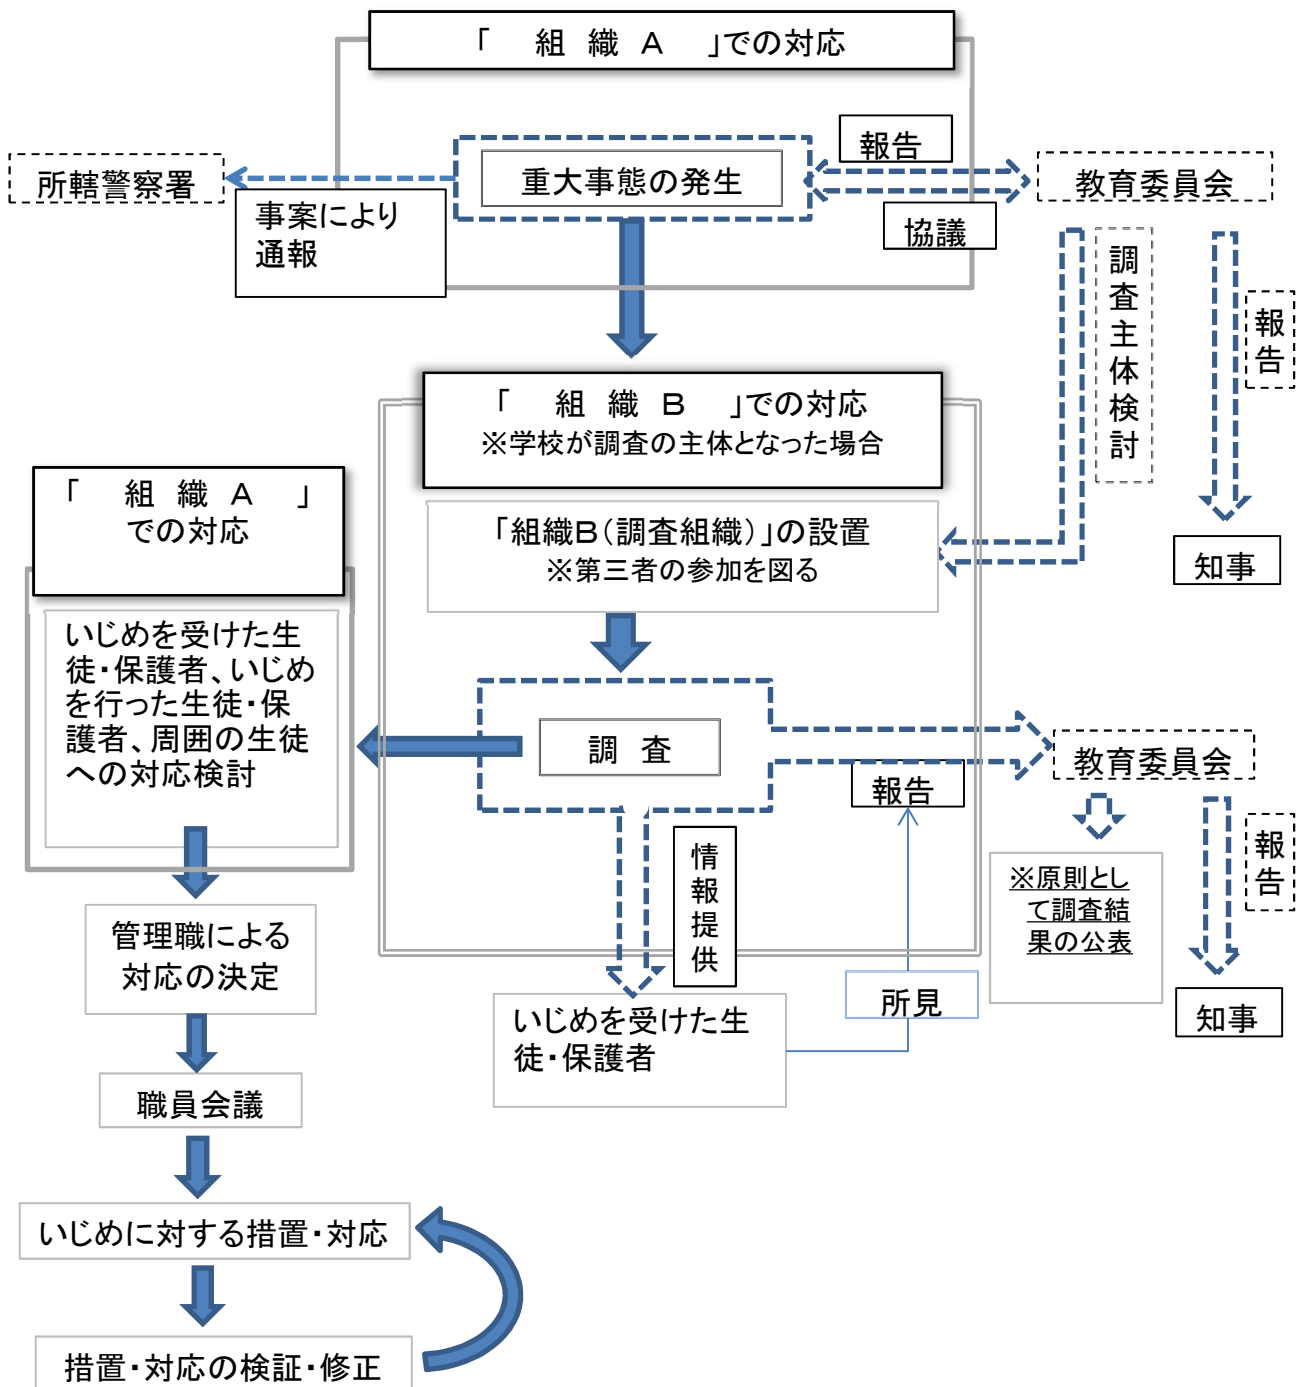 「　組 織 Ａ　」での対応
報告
所轄警察署
重大事態の発生
教育委員会
事案により
通報
協議
調査主体検討
報告
「　組 織 Ｂ　」での対応
※学校が調査の主体となった場合
「　組 織 Ａ　」
での対応
「組織Ｂ（調査組織）」の設置
※第三者の参加を図る
知事
いじめを受けた生
徒・保護者、いじめ
を行った生徒・保
護者、周囲の生徒
への対応検討
調 査
教育委員会
報告
情報提供
報告
※原則とし
て調査結
果の公表
管理職による
対応の決定
所見
知事
いじめを受けた生
徒・保護者
職員会議
いじめに対する措置・対応
措置・対応の検証・修正